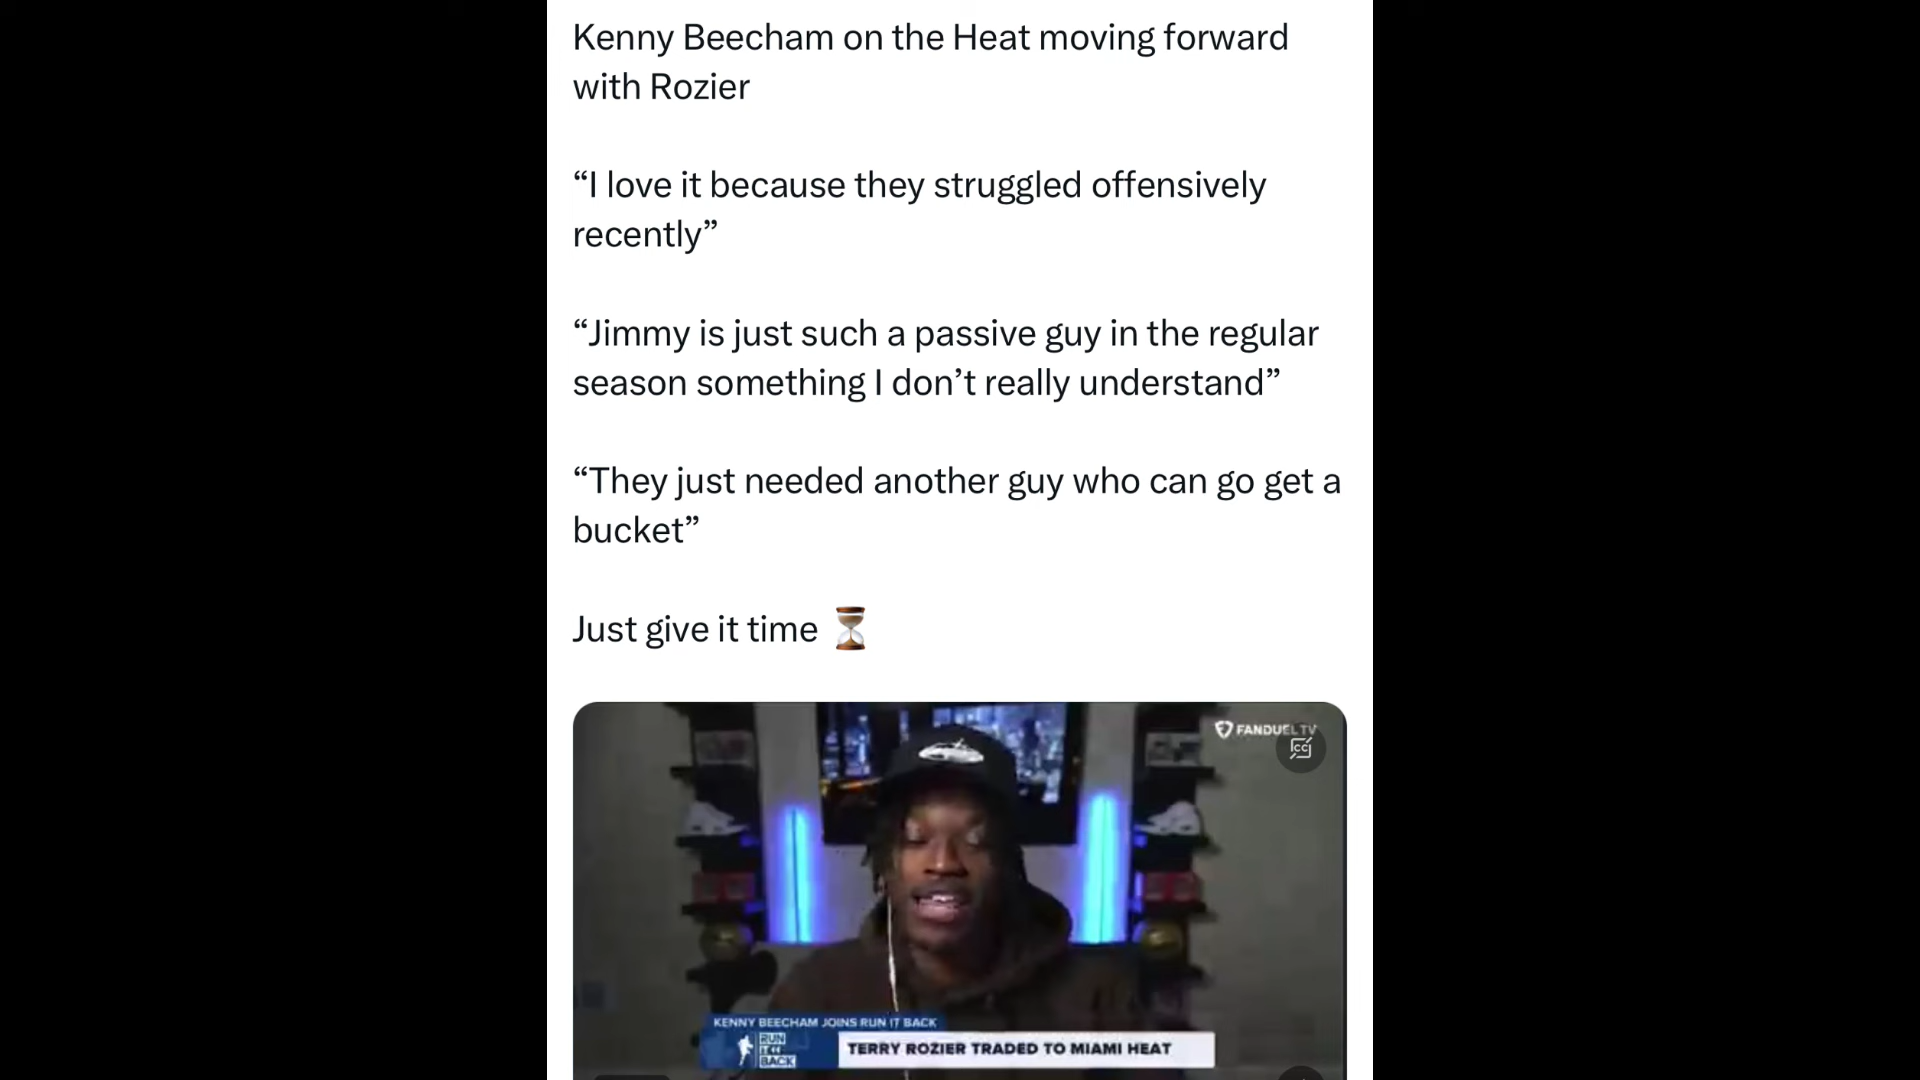 Kenny Beecham on the Heat moving forward
with Rozier
“I love it because they struggled offensively
recently”
“Jimmy is just such a passive guy in the regular
season something I don’t really understand”
“They just needed another guy who can go get a
bucket”
Just give it time ⏳
FANDUEL TV
CC
KENNY BEECHAM JOINS RUN IT BACK
RUN
IT
BACK
TERRY ROZIER TRADED TO MIAMI HEAT